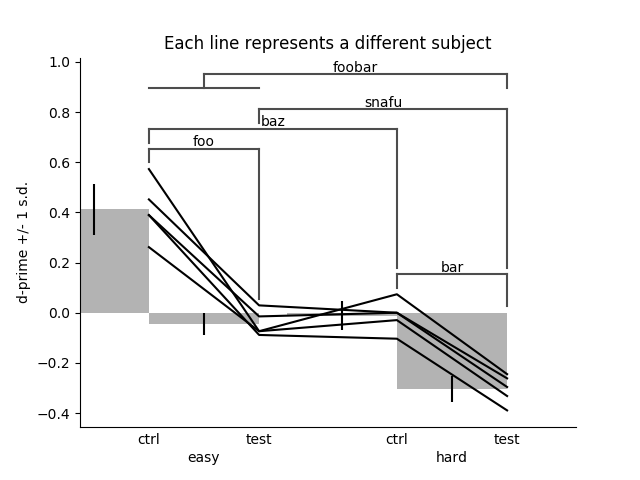 Each line represents a different subject
foobar
snafu
baz
foo
bar
d-prime +/- 1 s.d.
1.0
0.8
0.6
0.4
0.2
0.0
−0.2
−0.4
ctrl test ctrl test
easy hard